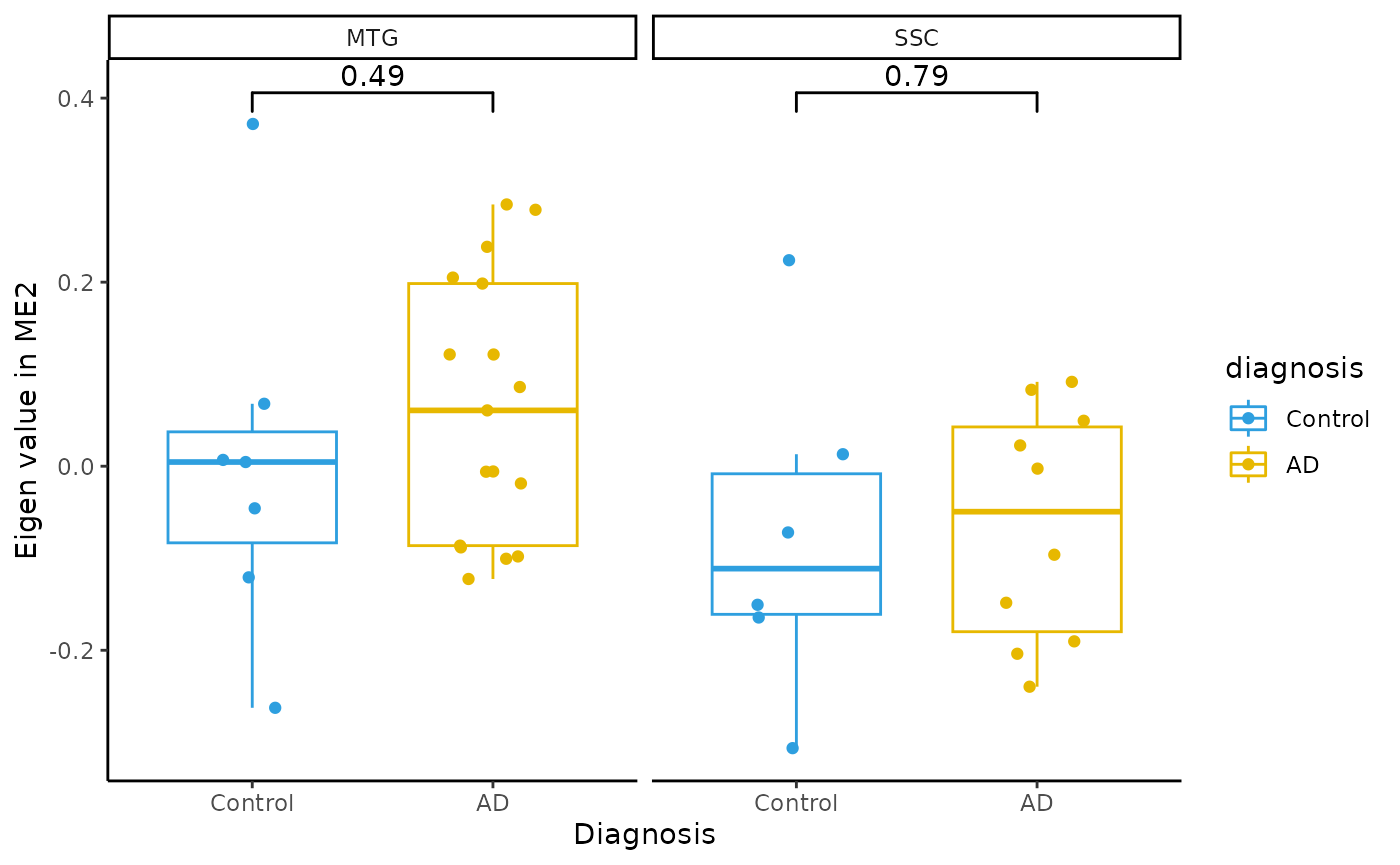 MTG
SSC
0.49
0.79
0.4
0.2
0.0
-0.2
Eigen value in ME2
Control
AD
Control
AD
Diagnosis
diagnosis
Control
AD